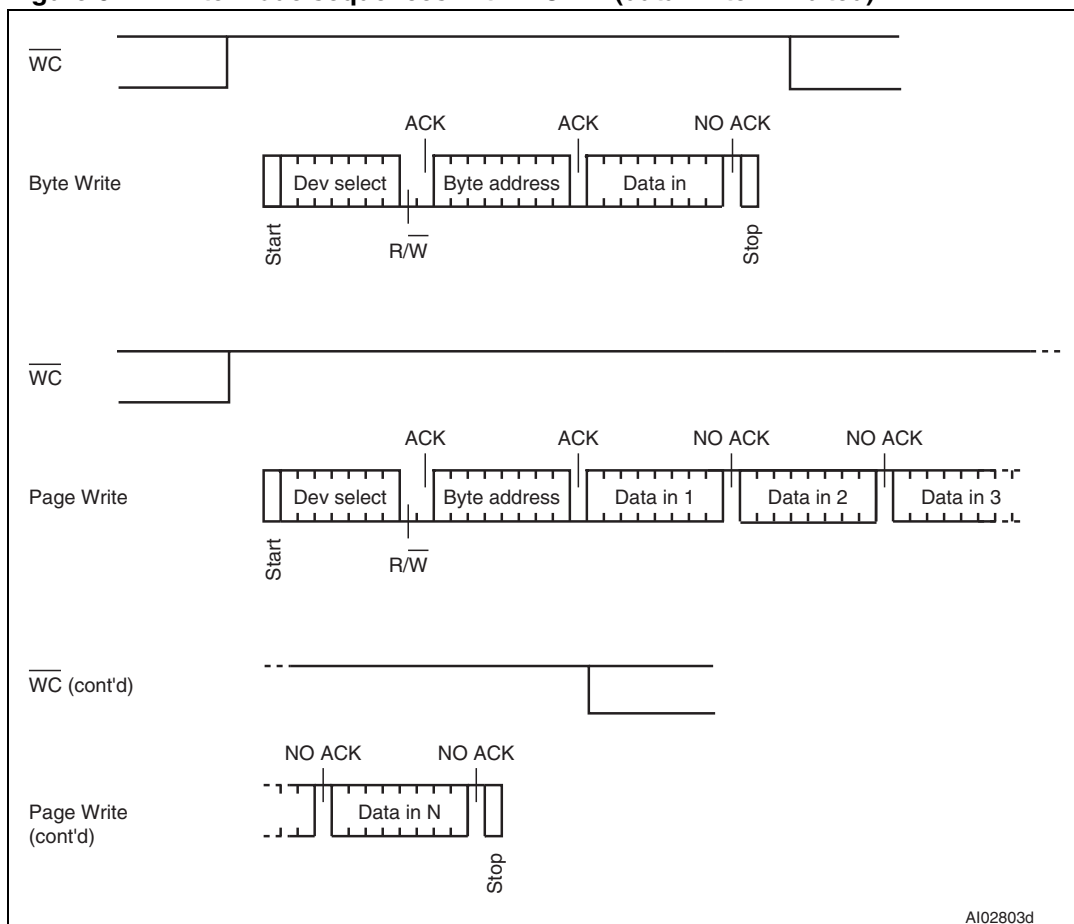 WC
ACK ACK NO ACK
Byte Write Dev select Byte address Data in
R/W
Start Stop
WC
ACK ACK NO ACK NO ACK
Page Write Dev select Byte address Data in 1 Data in 2 Data in 3
R/W
Start
WC (cont'd)
NO ACK NO ACK
Page Write Data in N
(cont'd)
Stop
AI02803d